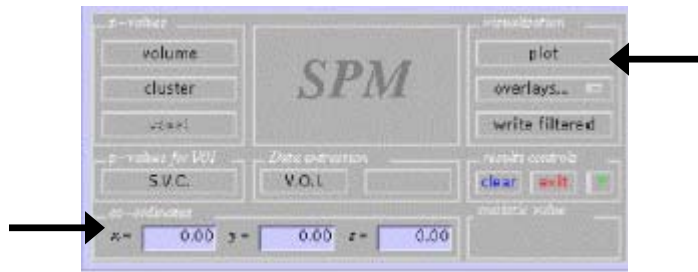 p-values
visualization
volume
plot
cluster
SPM
overlays...
write filtered
p-values for VOI
Data extraction
results controls
S.V.C.
V.O.I.
clear
exit
?
co-ordinates
statistic value
x = 0.00 y = 0.00 z = 0.00